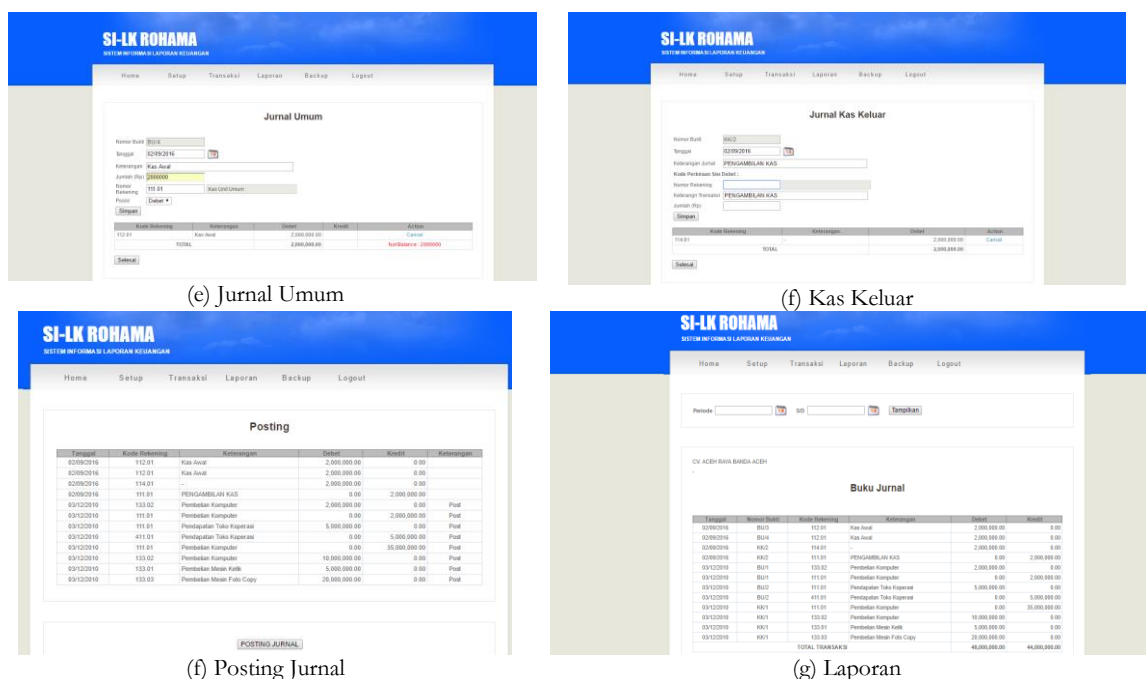 SI-LK ROHAMA
SISTEM INFORMASI LAPORAN KEUANGAN
Home Setup Transaksi Laporan Backup Logout
Jurnal Umum
Nomor Bukti BU/4
Tanggal 02/09/2016
Keterangan Kas Awal
Jumlah (Rp) 2000000
Nomor Rekening 111.01 Kas Unit Umum
Posisi Debet
Simpan
Kode Rekening Keterangan Debet Kredit Action
112.01 Kas Awal 2,000,000.00 Cancel
TOTAL 2,000,000.00 NotBalance : 2000000
Selesai
(e) Jurnal Umum
SI-LK ROHAMA
SISTEM INFORMASI LAPORAN KEUANGAN
Home Setup Transaksi Laporan Backup Logout
Jurnal Kas Keluar
Nomor Bukti KK/2
Tanggal 02/09/2016
Keterangan Jurnal PENGAMBILAN KAS
Kode Perkiraan Sisi Debet :
Nomor Rekening
Keterangan Transaksi PENGAMBILAN KAS
Jumlah (Rp)
Simpan
Kode Rekening Keterangan Debet Action
114.01 - 2,000,000.00 Cancel
TOTAL 2,000,000.00
Selesai
(f) Kas Keluar
SI-LK ROHAMA
SISTEM INFORMASI LAPORAN KEUANGAN
Home Setup Transaksi Laporan Backup Logout
Posting
Tanggal Kode Rekening Keterangan Debet Kredit Keterangan
02/09/2016 112.01 Kas Awal 2,000,000.00 0.00
02/09/2016 112.01 Kas Awal 2,000,000.00 0.00
02/09/2016 114.01 - 2,000,000.00 0.00
02/09/2016 111.01 PENGAMBILAN KAS 0.00 2,000,000.00
03/12/2010 133.02 Pembelian Komputer 2,000,000.00 0.00 Post
03/12/2010 111.01 Pembelian Komputer 0.00 2,000,000.00 Post
03/12/2010 111.01 Pendapatan Toko Koperasi 5,000,000.00 0.00 Post
03/12/2010 411.01 Pendapatan Toko Koperasi 0.00 5,000,000.00 Post
03/12/2010 111.01 Pembelian Komputer 0.00 35,000,000.00 Post
03/12/2010 133.02 Pembelian Komputer 10,000,000.00 0.00 Post
03/12/2010 133.01 Pembelian Mesin Ketik 5,000,000.00 0.00 Post
03/12/2010 133.03 Pembelian Mesin Foto Copy 20,000,000.00 0.00 Post
POSTING JURNAL
(f) Posting Jurnal
SI-LK ROHAMA
SISTEM INFORMASI LAPORAN KEUANGAN
Home Setup Transaksi Laporan Backup Logout
Periode S/D Tampilkan
CV. ACEH RAYA BANDA ACEH
-
Buku Jurnal
Tanggal Nomor Bukti Kode Rekening Keterangan Debet Kredit
02/09/2016 BU/3 112.01 Kas Awal 2,000,000.00 0.00
02/09/2016 BU/4 112.01 Kas Awal 2,000,000.00 0.00
02/09/2016 KK/2 114.01 - 2,000,000.00 0.00
02/09/2016 KK/2 111.01 PENGAMBILAN KAS 0.00 2,000,000.00
03/12/2010 BU/1 133.02 Pembelian Komputer 2,000,000.00 0.00
03/12/2010 BU/1 111.01 Pembelian Komputer 0.00 2,000,000.00
03/12/2010 BU/2 111.01 Pendapatan Toko Koperasi 5,000,000.00 0.00
03/12/2010 BU/2 411.01 Pendapatan Toko Koperasi 0.00 5,000,000.00
03/12/2010 KK/1 111.01 Pembelian Komputer 0.00 35,000,000.00
03/12/2010 KK/1 133.02 Pembelian Komputer 10,000,000.00 0.00
03/12/2010 KK/1 133.01 Pembelian Mesin Ketik 5,000,000.00 0.00
03/12/2010 KK/1 133.03 Pembelian Mesin Foto Copy 20,000,000.00 0.00
TOTAL TRANSAKSI 48,000,000.00 44,000,000.00
(g) Laporan